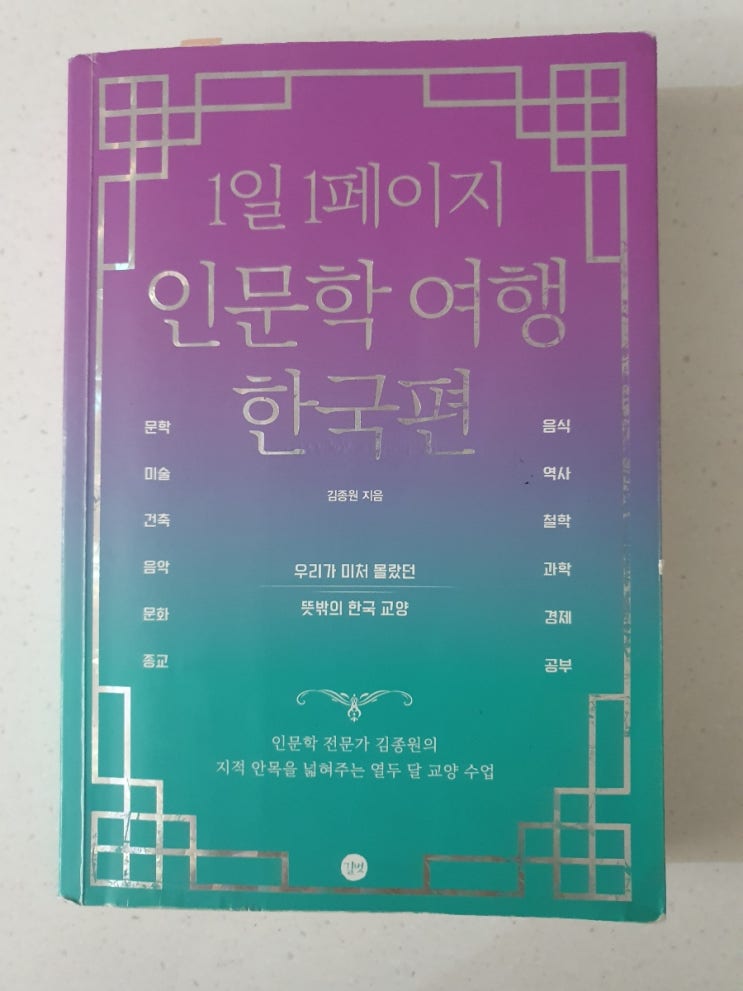 1일 1페이지
인문학 여행
한국편
문학
미술
건축
음악
문화
종교
음식
역사
철학
과학
경제
공부
김종원 지음
우리가 미처 몰랐던
뜻밖의 한국 교양
인문학 전문가 김종원의
지적 안목을 넓혀주는 열두 달 교양 수업
길벗